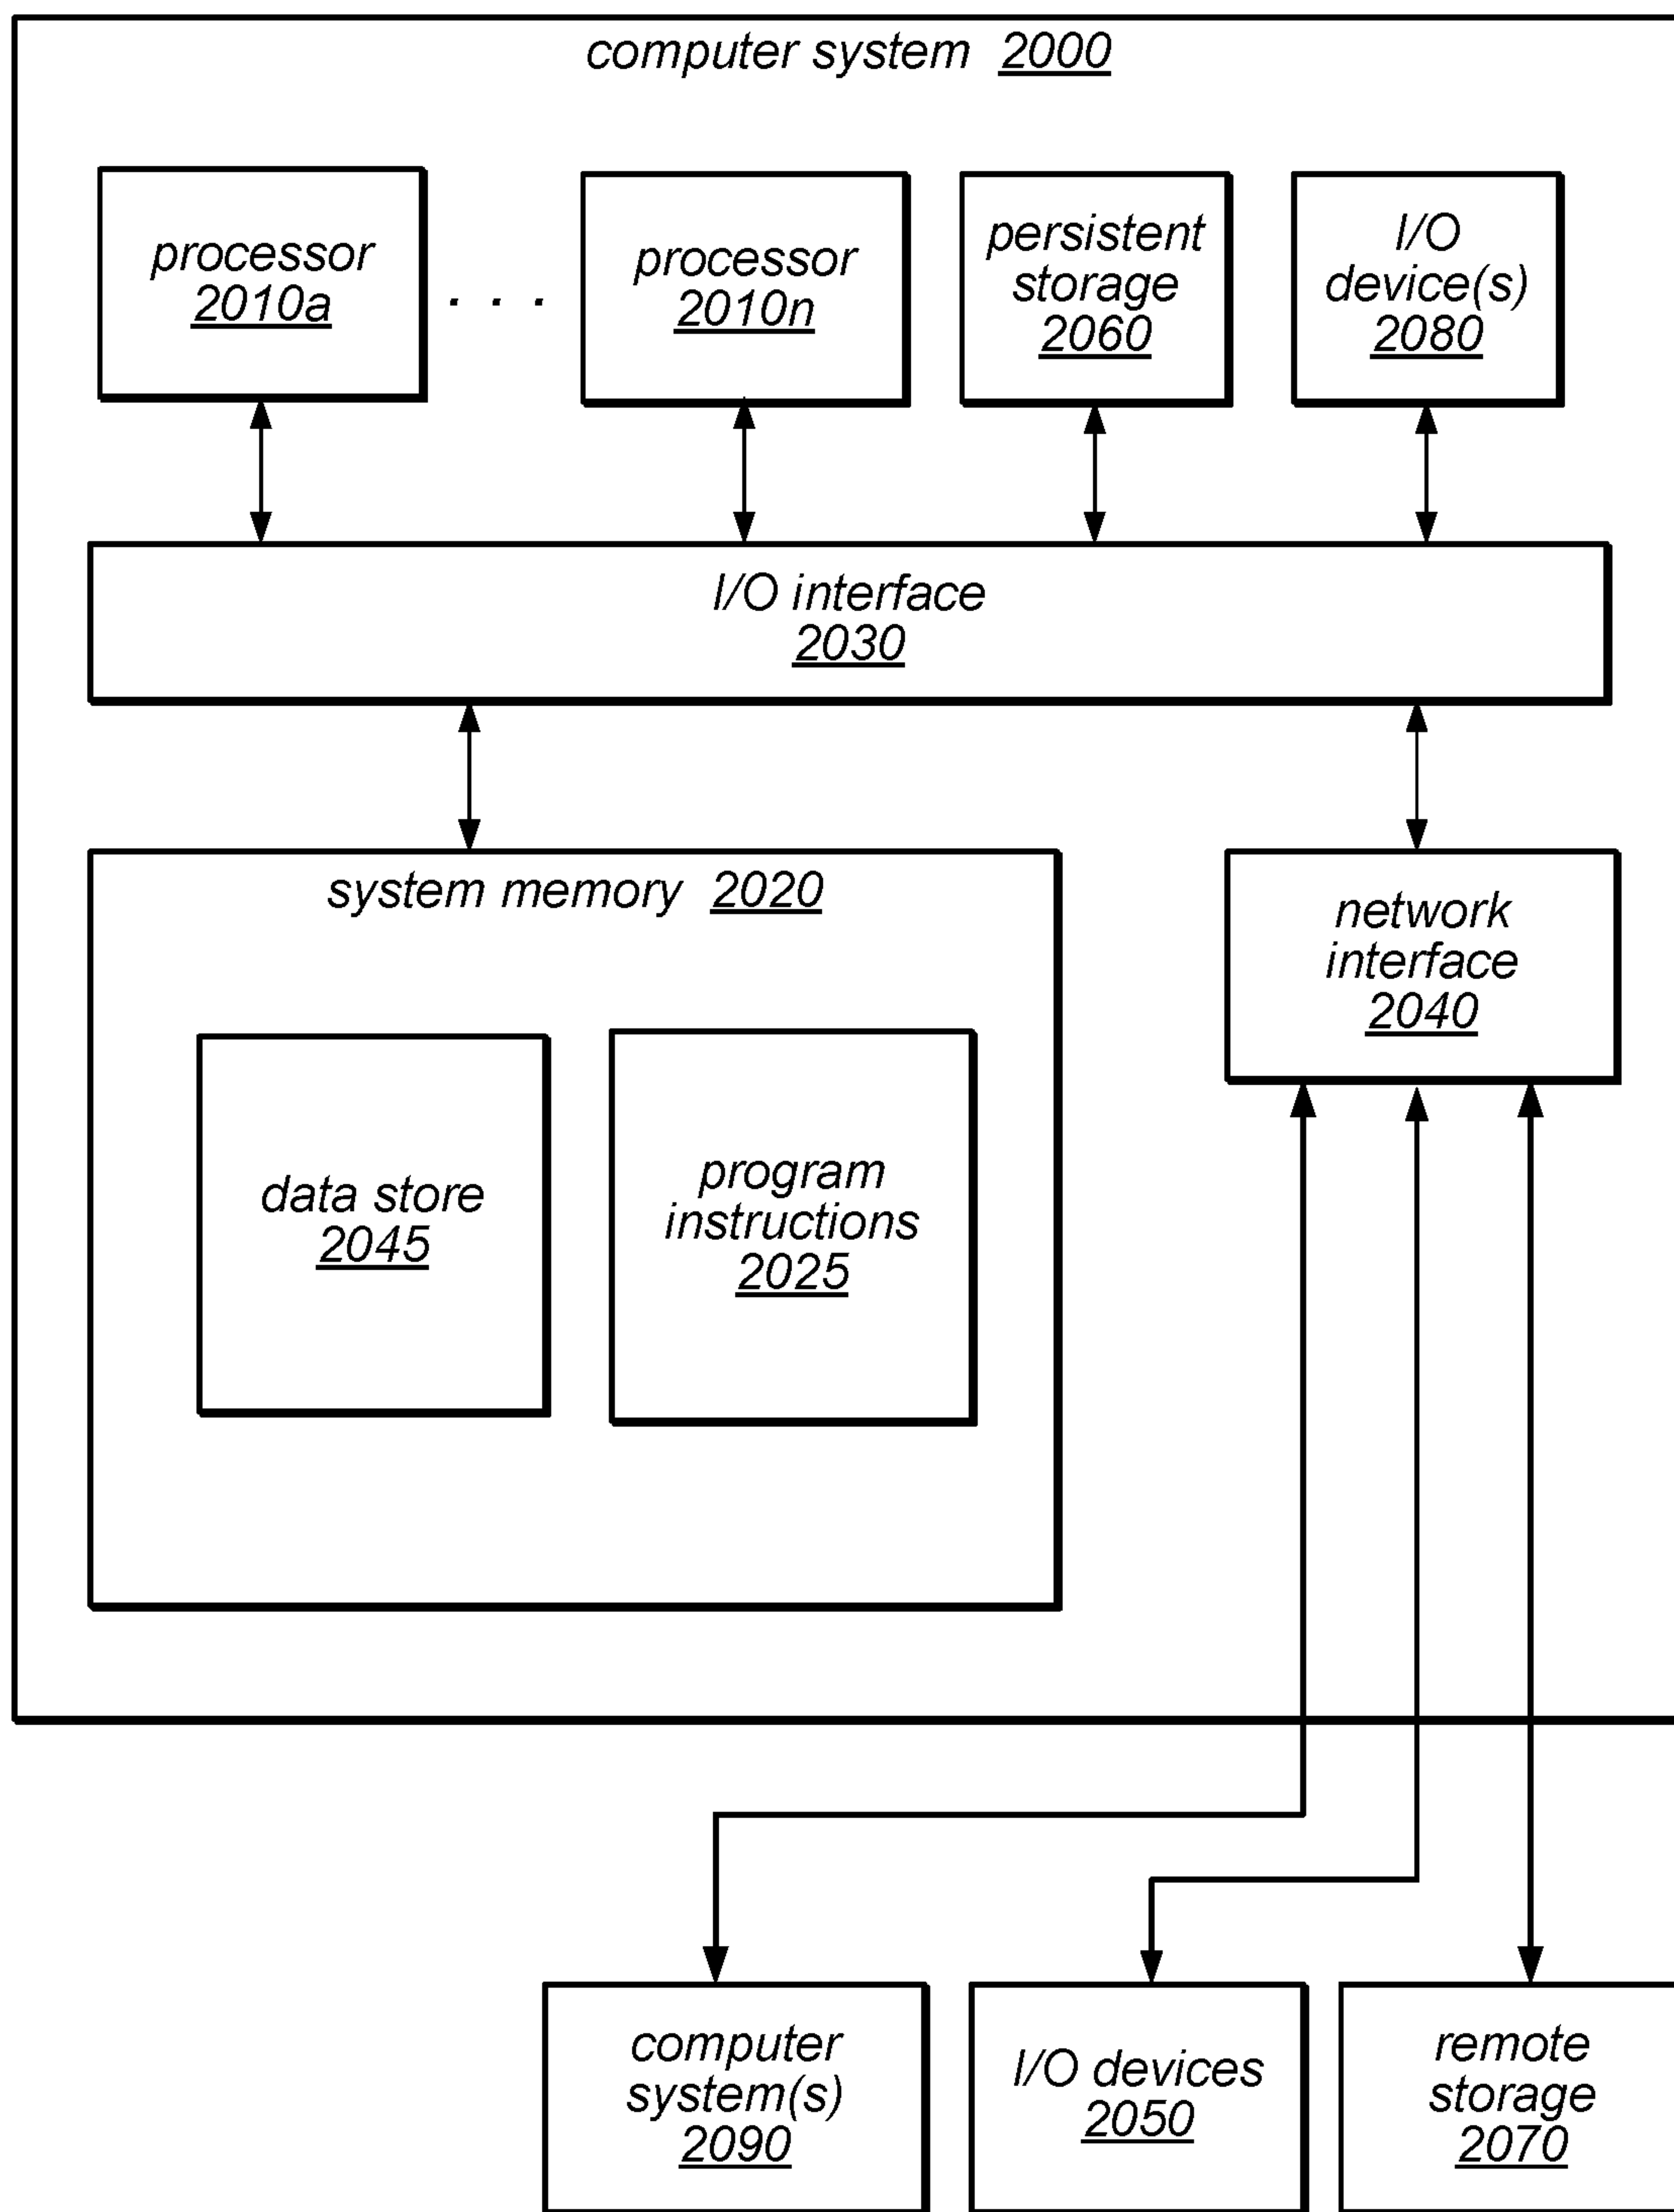 computer system 2000
processor
2010a
. . .
processor
2010n
persistent
storage
2060
I/O
device(s)
2080
I/O interface
2030
system memory 2020
data store
2045
program
instructions
2025
network
interface
2040
computer
system(s)
2090
I/O devices
2050
remote
storage
2070